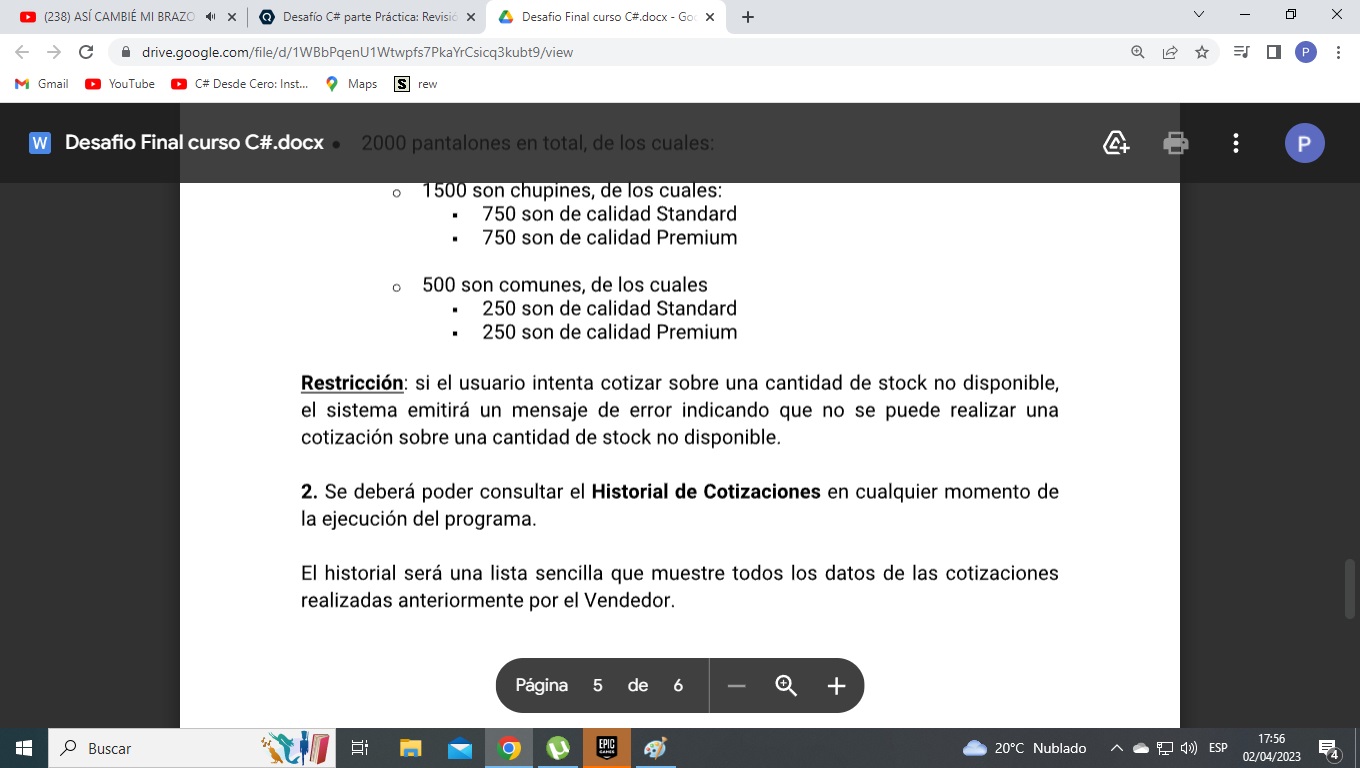 (238) ASÍ CAMBIÉ MI BRAZO
Desafío C# parte Práctica: Revisió
Desafio Final curso C#.docx - Goo
drive.google.com/file/d/1WBbPqenU1Wtwpfs7PkaYrCsicq3kubt9/view
P
Gmail
YouTube
C# Desde Cero: Inst...
Maps
S
rew
W
Desafio Final curso C#.docx
P
• 2000 pantalones en total, de los cuales:
o 1500 son chupines, de los cuales:
▪ 750 son de calidad Standard
▪ 750 son de calidad Premium
o 500 son comunes, de los cuales
▪ 250 son de calidad Standard
▪ 250 son de calidad Premium
Restricción: si el usuario intenta cotizar sobre una cantidad de stock no disponible,
el sistema emitirá un mensaje de error indicando que no se puede realizar una
cotización sobre una cantidad de stock no disponible.
2. Se deberá poder consultar el Historial de Cotizaciones en cualquier momento de
la ejecución del programa.
El historial será una lista sencilla que muestre todos los datos de las cotizaciones
realizadas anteriormente por el Vendedor.
Página 5 de 6
Buscar
EPIC
GAMES
20°C Nublado
ESP
17:56
02/04/2023
4